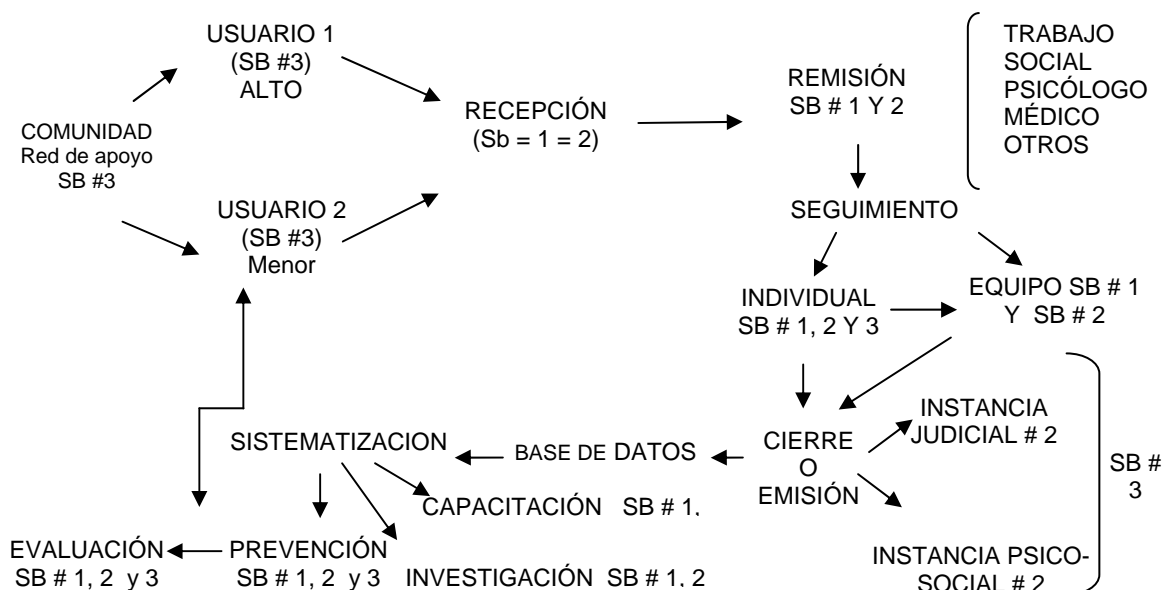 USUARIO 1
(SB #3)
ALTO
COMUNIDAD
Red de apoyo
SB #3
USUARIO 2
(SB #3)
Menor
RECEPCIÓN
(Sb = 1 = 2)
REMISIÓN
SB # 1 Y 2
TRABAJO
SOCIAL
PSICÓLOGO
MÉDICO
OTROS
SEGUIMIENTO
INDIVIDUAL
SB # 1, 2 Y 3
EQUIPO SB # 1
Y SB # 2
CIERRE
O
EMISIÓN
INSTANCIA
JUDICIAL # 2
INSTANCIA PSICO-
SOCIAL # 2
SB #
3
BASE DE DATOS
SISTEMATIZACION
CAPACITACIÓN SB # 1,
INVESTIGACIÓN SB # 1, 2
PREVENCIÓN
SB # 1, 2 y 3
EVALUACIÓN
SB # 1, 2 y 3